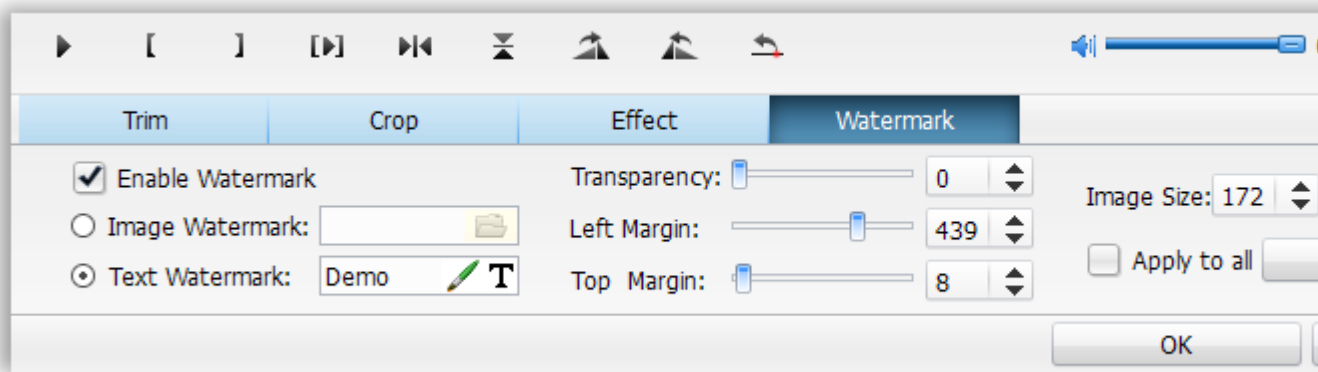 Trim Crop Effect Watermark
Enable Watermark
Transparency: 0
Image Size: 172
Image Watermark:
Left Margin: 439
Apply to all
Text Watermark: Demo T
Top Margin: 8
OK